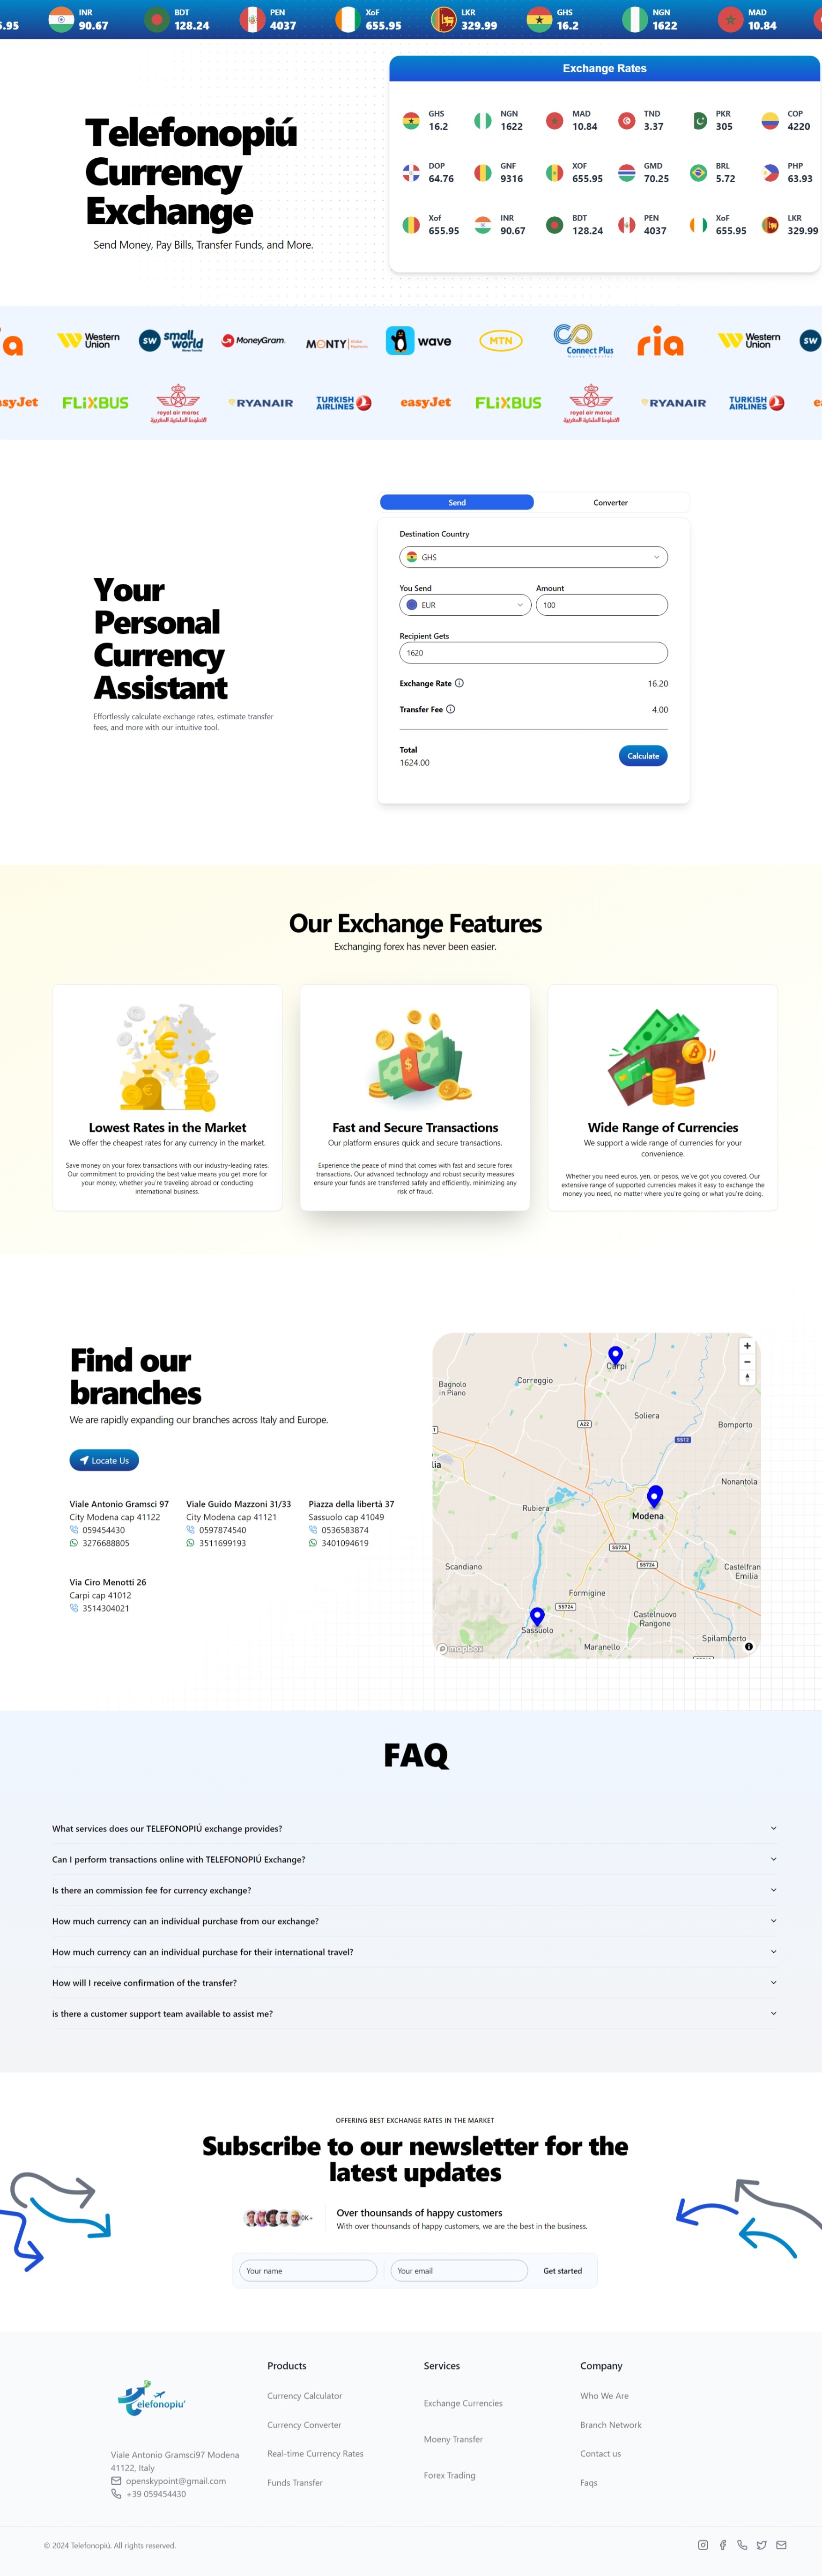 5.95
INR
90.67
BDT
128.24
PEN
4037
XoF
655.95
LKR
329.99
GHS
16.2
NGN
1622
MAD
10.84
Telefonopiú
Currency
Exchange
Send Money, Pay Bills, Transfer Funds, and More.
Exchange Rates
GHS
16.2
NGN
1622
MAD
10.84
TND
3.37
PKR
305
COP
4220
DOP
64.76
GNF
9316
XOF
655.95
GMD
70.25
BRL
5.72
PHP
63.93
Xof
655.95
INR
90.67
BDT
128.24
PEN
4037
XoF
655.95
LKR
329.99
ia
Western
Union
SW small
world
Money Transfer
MoneyGram.
MONTY Global
Payments
wave
MTN
Connect Plus
MONEY TRANSFER
ria
Western
Union
SW
asyJet
FLiXBUS
royal air maroc
الخطوط الملكية المغربية
RYANAIR
TURKISH
AIRLINES
easyJet
FLiXBUS
royal air maroc
الخطوط الملكية المغربية
RYANAIR
TURKISH
AIRLINES
ea
Send
Converter
Destination Country
GHS
You Send
Amount
EUR
100
Recipient Gets
1620
Exchange Rate
16.20
Transfer Fee
4.00
Total
1624.00
Calculate
Your
Personal
Currency
Assistant
Effortlessly calculate exchange rates, estimate transfer
fees, and more with our intuitive tool.
Our Exchange Features
Exchanging forex has never been easier.
Lowest Rates in the Market
We offer the cheapest rates for any currency in the market.
Save money on your forex transactions with our industry-leading rates.
Our commitment to providing the best value means you get more for
your money, whether you're traveling abroad or conducting
international business.
Fast and Secure Transactions
Our platform ensures quick and secure transactions.
Experience the peace of mind that comes with fast and secure forex
transactions. Our advanced technology and robust security measures
ensure your funds are transferred safely and efficiently, minimizing any
risk of fraud.
Wide Range of Currencies
We support a wide range of currencies for your
convenience.
Whether you need euros, yen, or pesos, we've got you covered. Our
extensive range of supported currencies makes it easy to exchange the
money you need, no matter where you're going or what you're doing.
Find our
branches
We are rapidly expanding our branches across Italy and Europe.
Locate Us
Viale Antonio Gramsci 97
City Modena cap 41122
059454430
3276688805
Viale Guido Mazzoni 31/33
City Modena cap 41121
0597874540
3511699193
Piazza della libertà 37
Sassuolo cap 41049
0536583874
3401094619
Via Ciro Menotti 26
Carpi cap 41012
3514304021
Carpi
Correggio
Bagnolo
in Piano
Soliera
A22
Bomporto
SS12
lia
Nonantola
Rubiera
Modena
SS724
SS724
Scandiano
Castelfran
Emilia
Formigine
SS724
Castelnuovo
Rangone
Sassuolo
Spilamberto
Maranello
mapbox
FAQ
What services does our TELEFONOPIÚ exchange provides?
Can I perform transactions online with TELEFONOPIÚ Exchange?
Is there an commission fee for currency exchange?
How much currency can an individual purchase from our exchange?
How much currency can an individual purchase for their international travel?
How will I receive confirmation of the transfer?
is there a customer support team available to assist me?
OFFERING BEST EXCHANGE RATES IN THE MARKET
Subscribe to our newsletter for the
latest updates
0K+
Over thousands of happy customers
With over thousands of happy customers, we are the best in the business.
Your name
Your email
Get started
elefonopiu'
Viale Antonio Gramsci97 Modena
41122, Italy
openskypoint@gmail.com
+39 059454430
Products
Currency Calculator
Currency Converter
Real-time Currency Rates
Funds Transfer
Services
Exchange Currencies
Moeny Transfer
Forex Trading
Company
Who We Are
Branch Network
Contact us
Faqs
© 2024 Telefonopiú. All rights reserved.